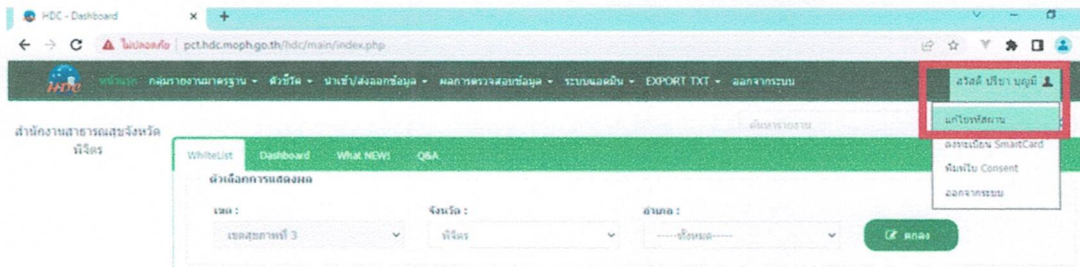 HDC - Dashboard
ไม่ปลอดภัย pct.hdc.moph.go.th/hdc/main/index.php
HDC หน้าแรก กลุ่มรายงานมาตรฐาน ตัวชี้วัด นำเข้า/ส่งออกข้อมูล ผลการตรวจสอบข้อมูล ระบบแอดมิน EXPORT TXT ออกจากระบบ สวัสดี ปรีชา บุญมี
สำนักงานสาธารณสุขจังหวัด
พิจิตร
ค้นหารายงาน
แก้ไขรหัสผ่าน
ลงทะเบียน SmartCard
พิมพ์ใบ Consent
ออกจากระบบ
WhiteList Dashboard What NEW! Q&A
ตัวเลือกการแสดงผล
เขต : จังหวัด : อำเภอ :
เขตสุขภาพที่ 3 พิจิตร -----ทั้งหมด----- ตกลง